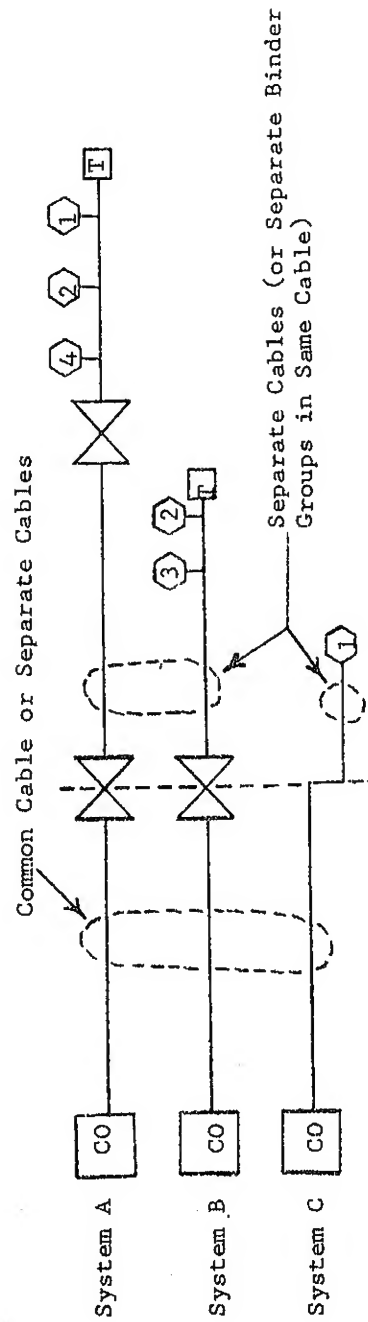 Common Cable or Separate Cables
System A
CO
4
2
1
T
System B
CO
3
2
T
System C
CO
1
Separate Cables (or Separate Binder
Groups in Same Cable)